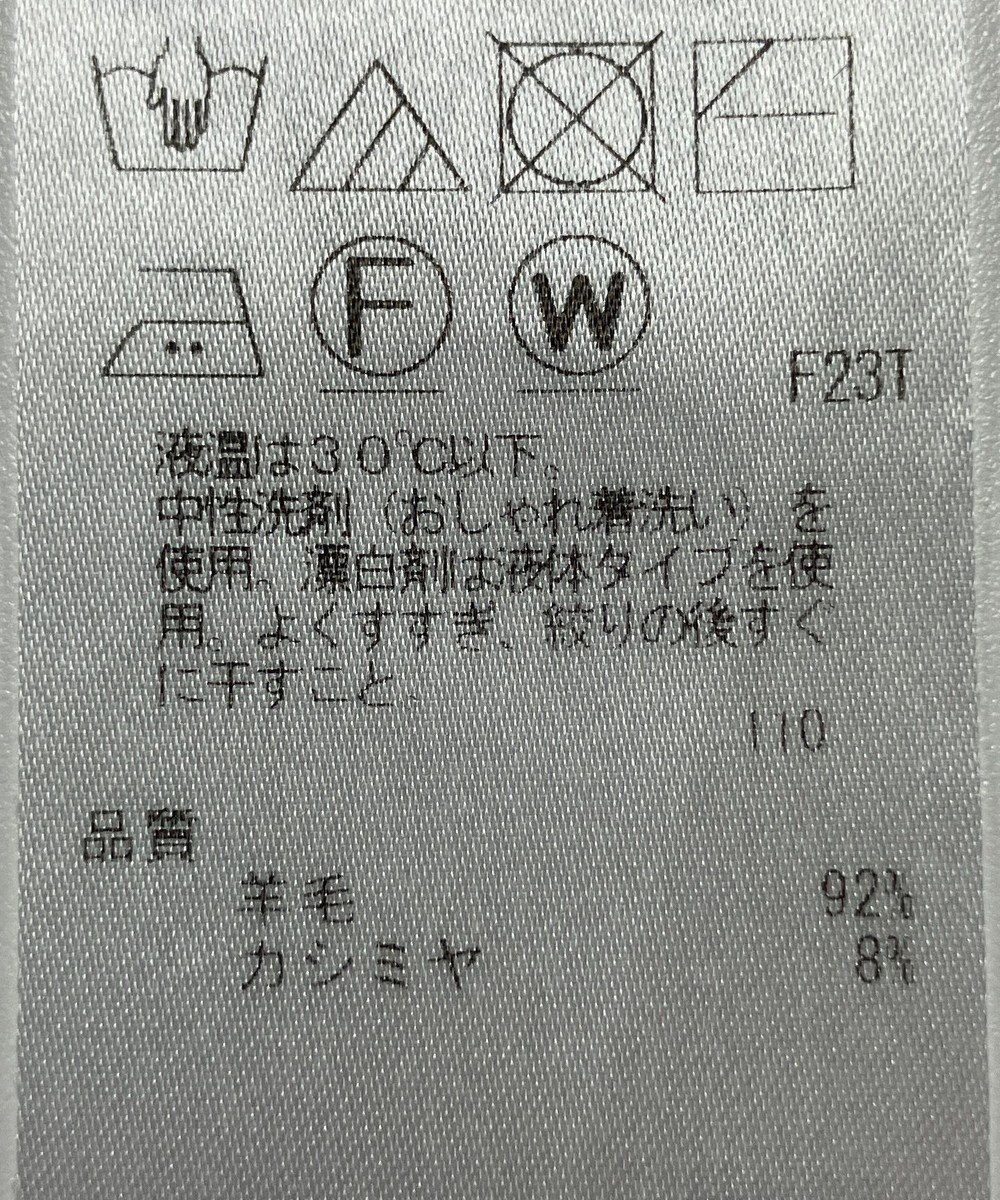 F W
F23T
液温は30℃以下。
中性洗剤（おしゃれ着洗い）を
使用。漂白剤は液体タイプを使
用。よくすすぎ、絞りの後すぐ
に干すこと。
110
品質
羊毛 92%
カシミヤ 8%